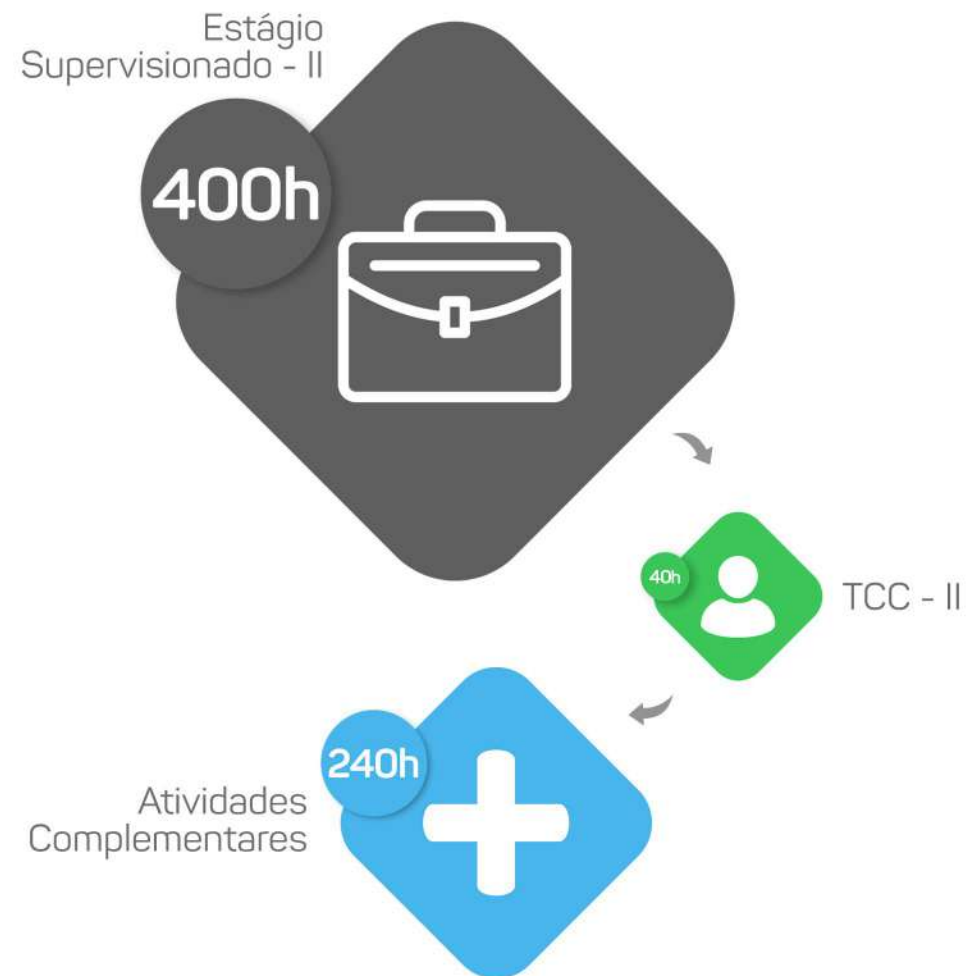 Estágio
Supervisionado - II
400h
40h
TCC - II
240h
Atividades
Complementares